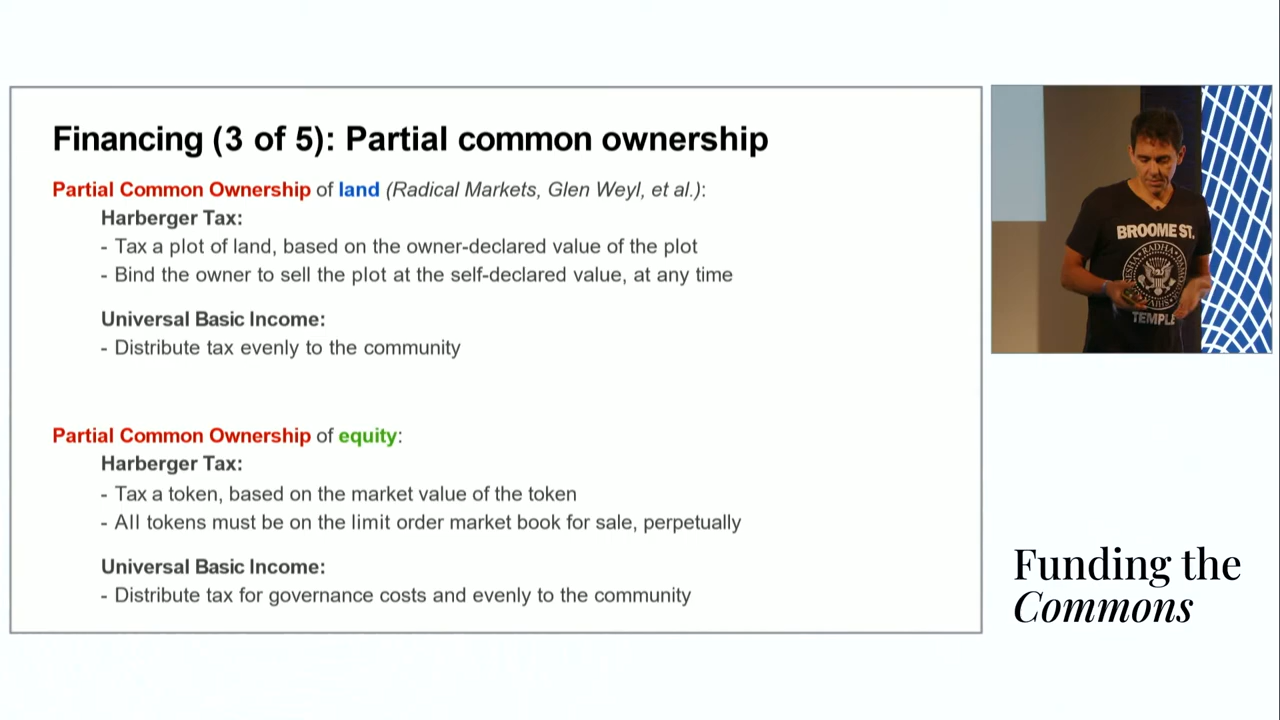 Financing (3 of 5): Partial common ownership
Partial Common Ownership of land (Radical Markets, Glen Weyl, et al.):
Harberger Tax:
- Tax a plot of land, based on the owner-declared value of the plot
- Bind the owner to sell the plot at the self-declared value, at any time
Universal Basic Income:
- Distribute tax evenly to the community
Partial Common Ownership of equity:
Harberger Tax:
- Tax a token, based on the market value of the token
- All tokens must be on the limit order market book for sale, perpetually
Universal Basic Income:
- Distribute tax for governance costs and evenly to the community
BROOME ST.
RADHA
TEMPLE
Funding the
Commons